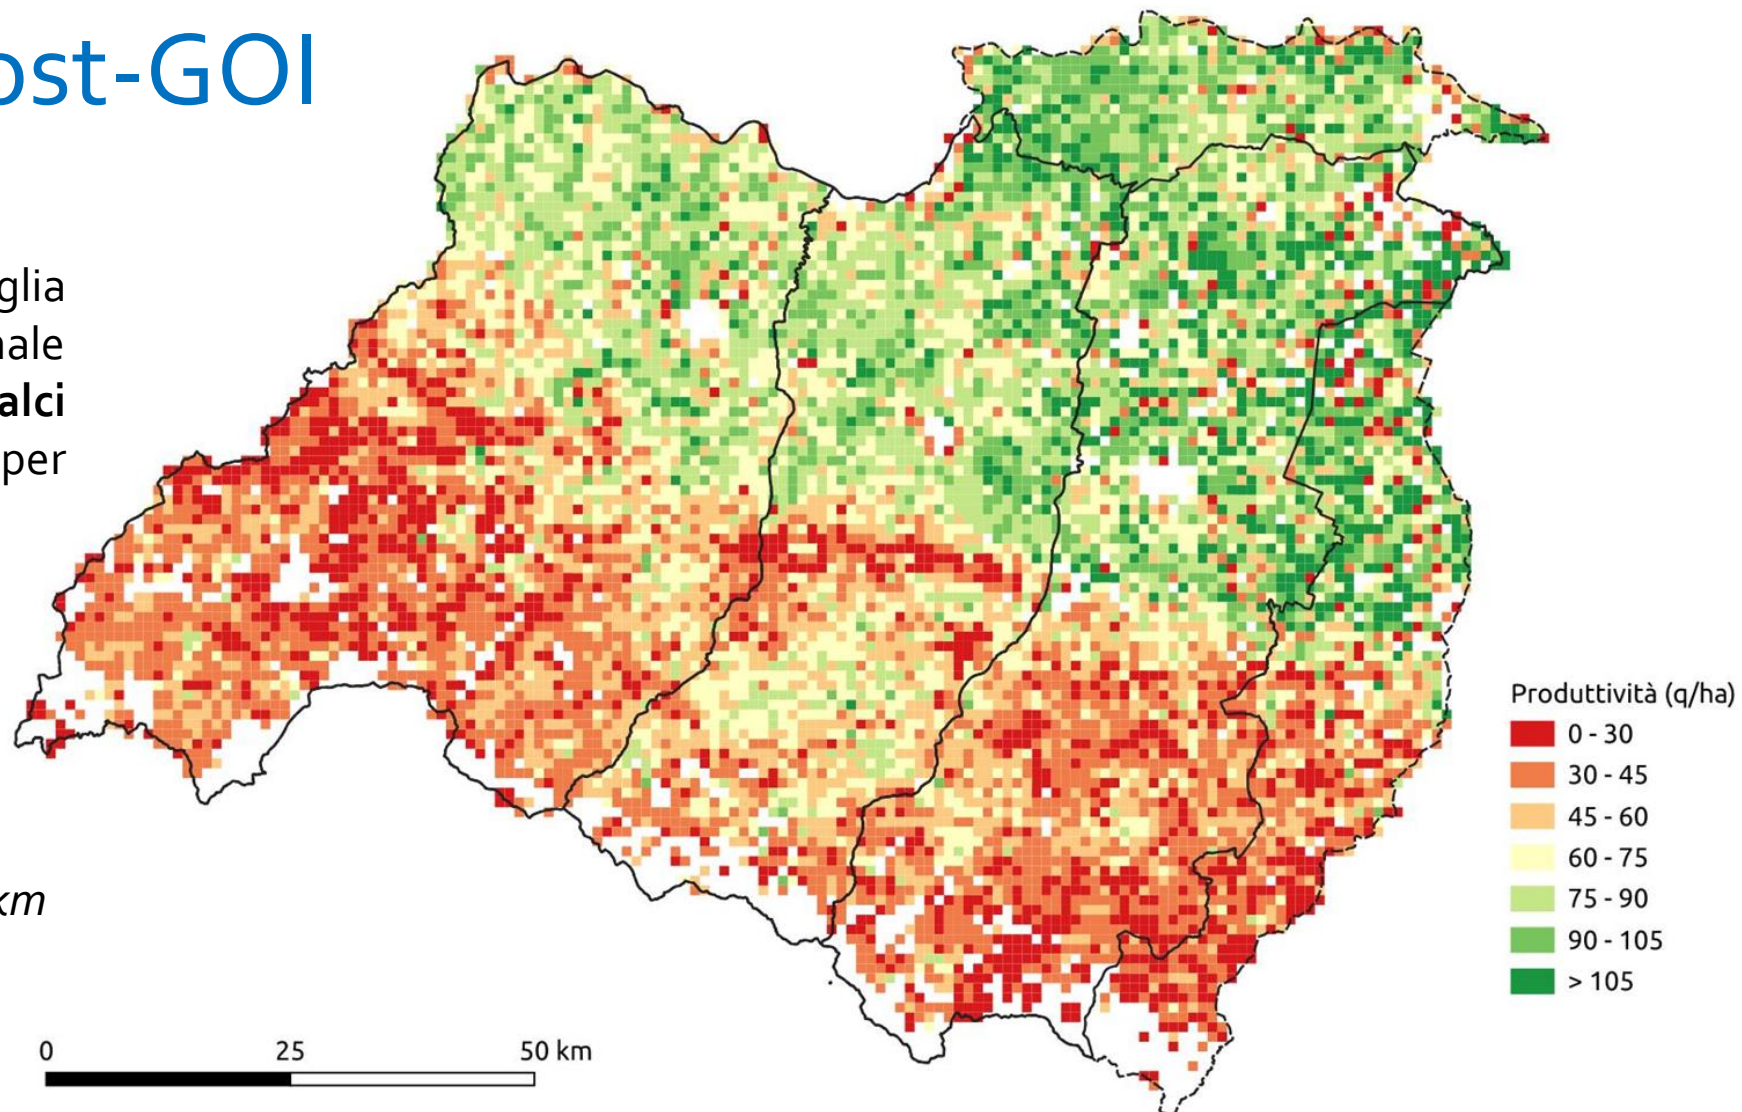 ost-GOI
glia
nale
alci
per
km
0 25 50 km
Produttività (q/ha)
0 - 30
30 - 45
45 - 60
60 - 75
75 - 90
90 - 105
> 105